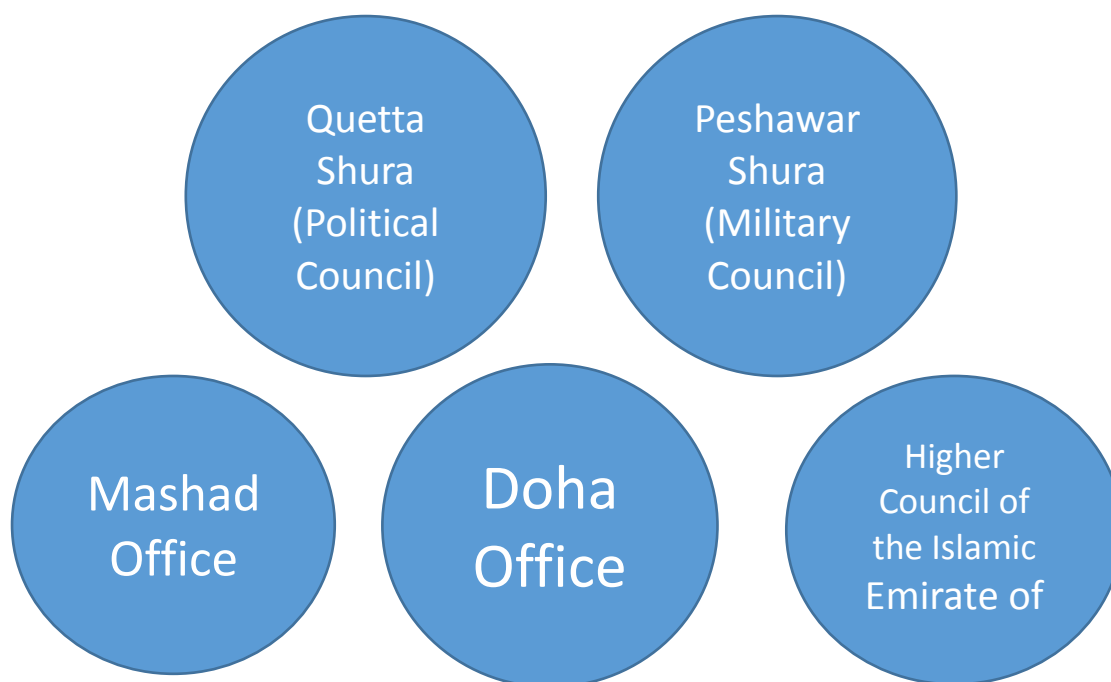 Quetta
Shura
(Political
Council)
Peshawar
Shura
(Military
Council)
Mashad
Office
Doha
Office
Higher
Council of
the Islamic
Emirate of